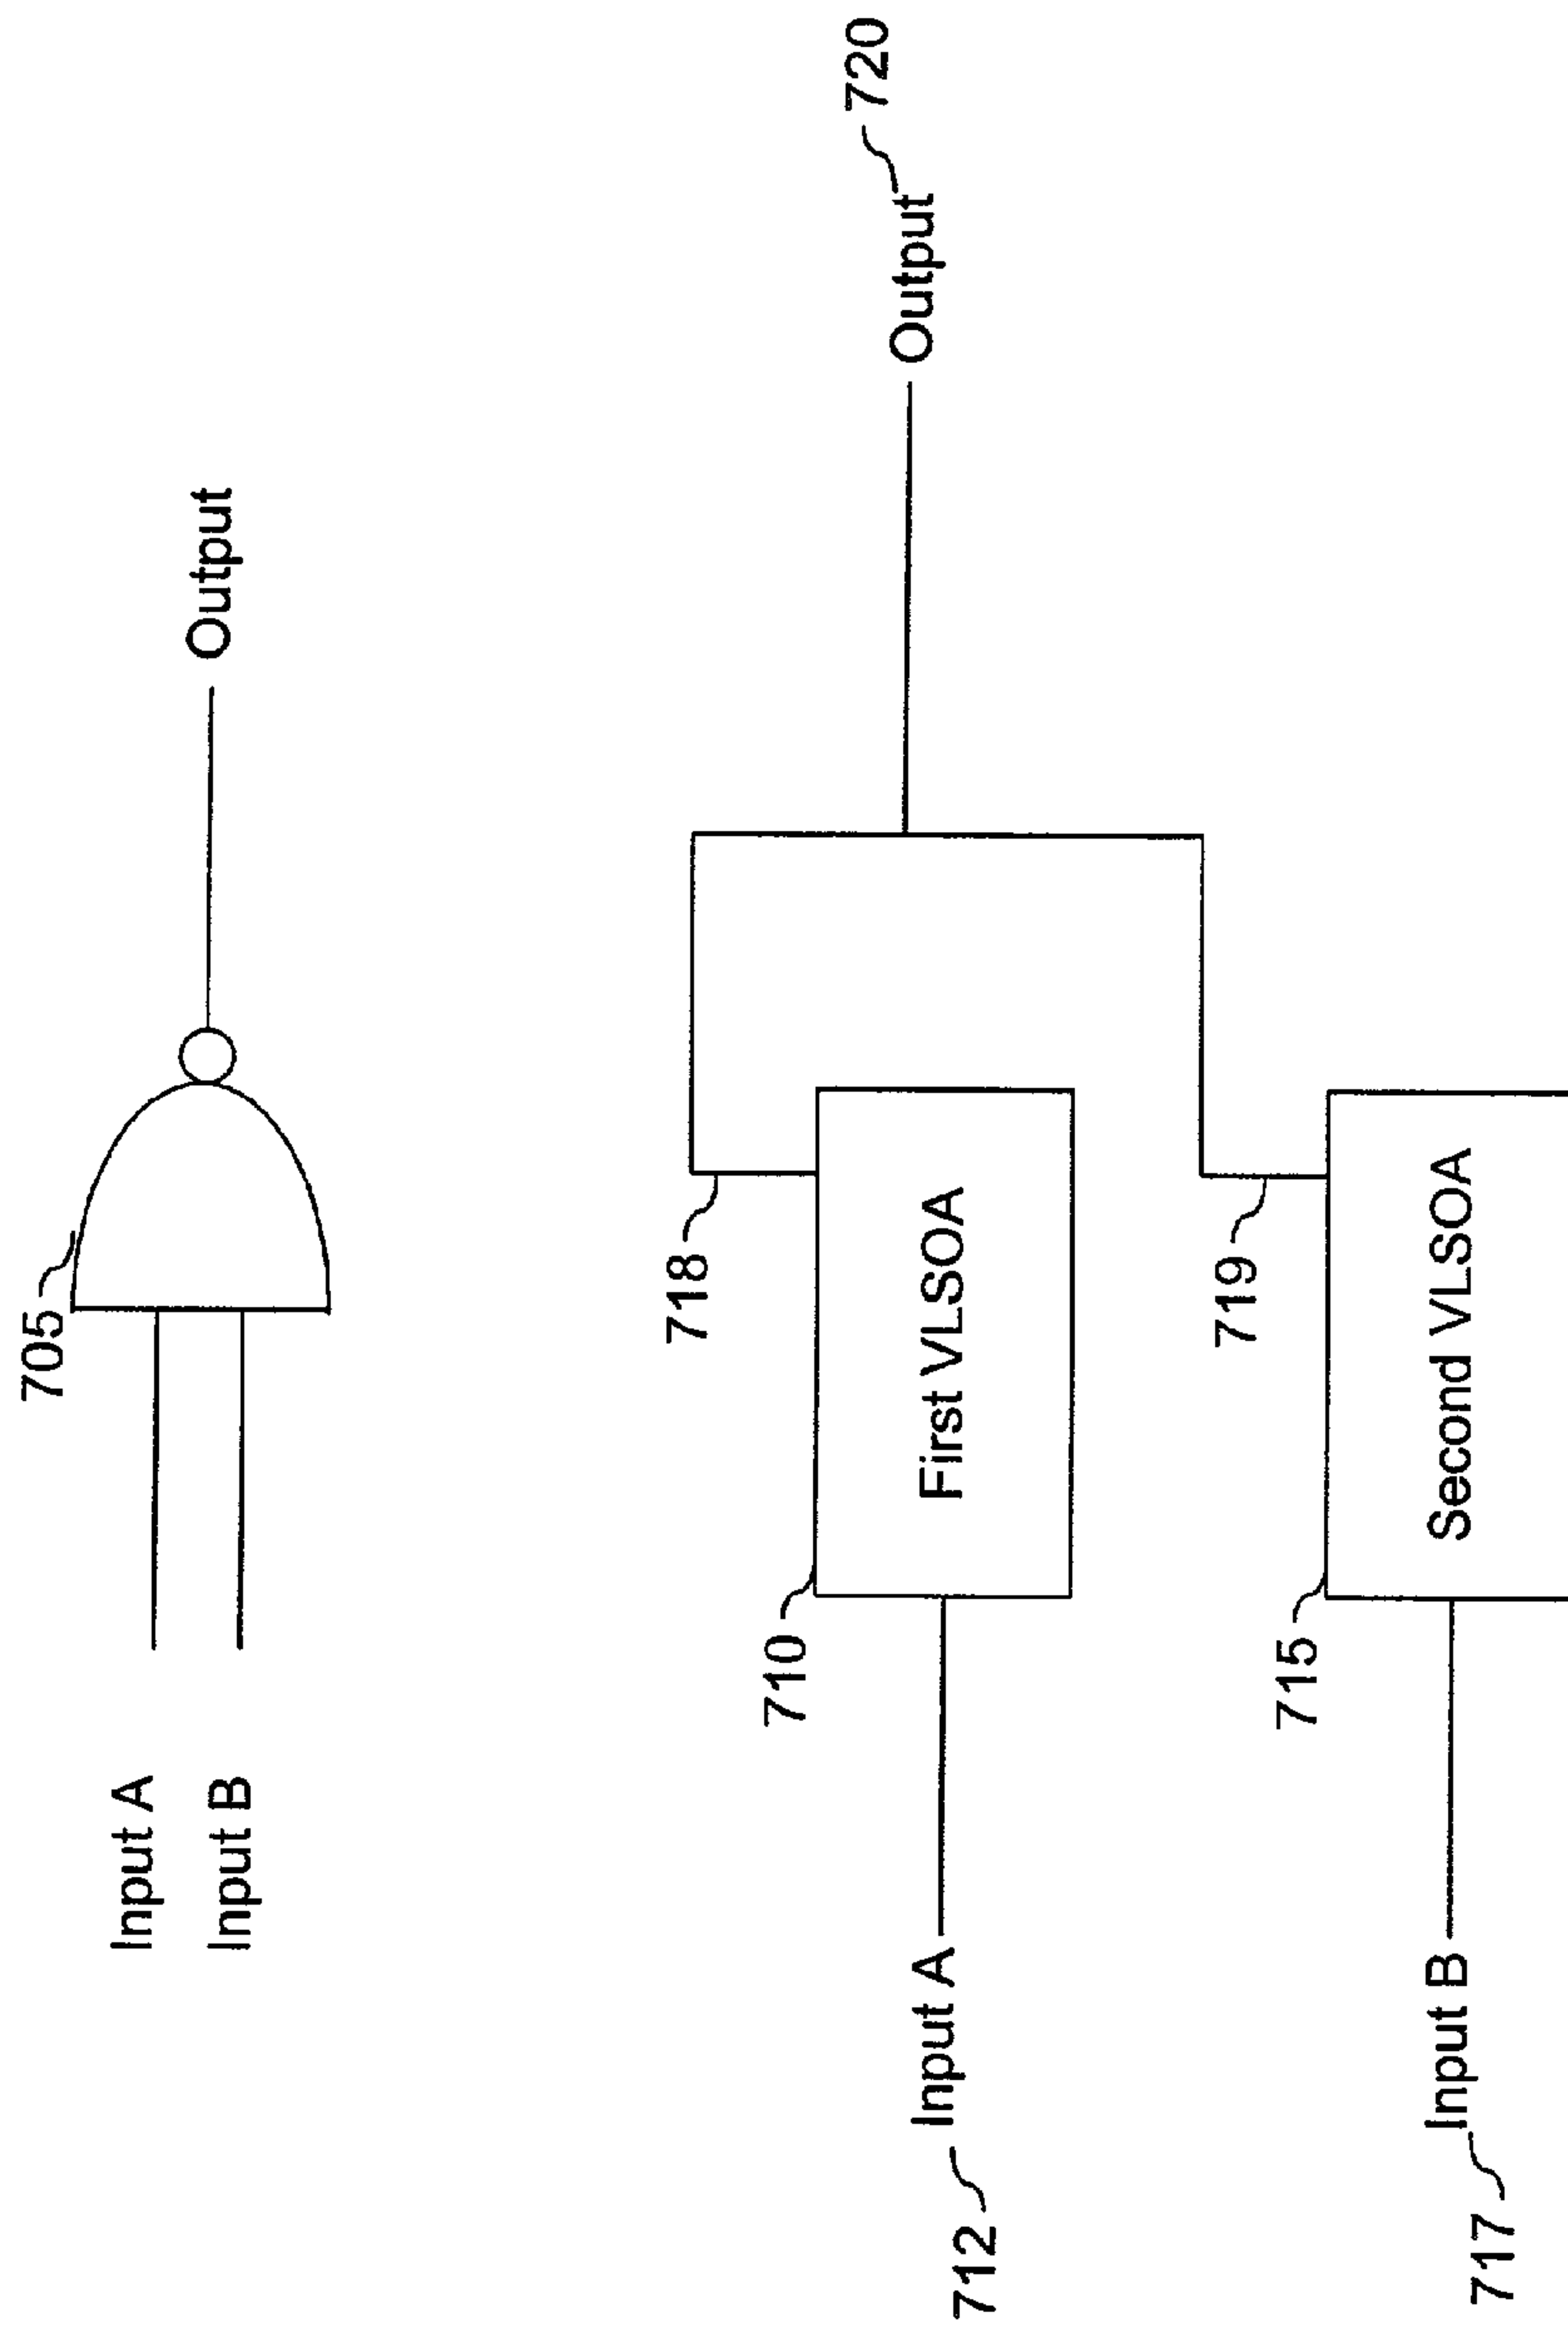 705
Input A
Input B
Output
718
710
First VLSOA
712
Input A
Output
720
719
715
Second VLSOA
717
Input B